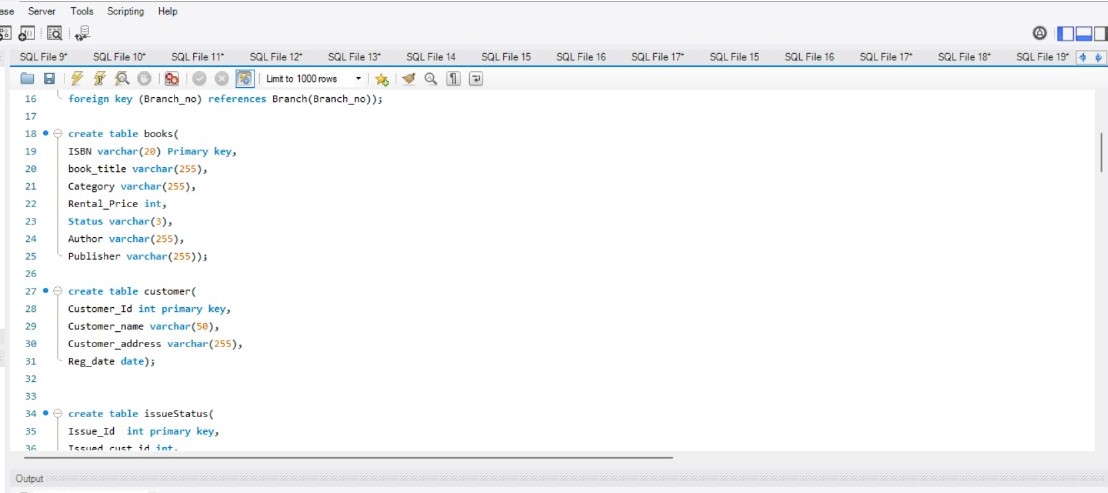 ase Server Tools Scripting Help
SQL File 9* SQL File 10* SQL File 11* SQL File 12* SQL File 13* SQL File 14 SQL File 15 SQL File 16 SQL File 17* SQL File 15 SQL File 16 SQL File 17* SQL File 18* SQL File 19*
Limit to 1000 rows
16 foreign key (Branch_no) references Branch(Branch_no));
17
18 create table books(
19 ISBN varchar(20) Primary key,
20 book_title varchar(255),
21 Category varchar(255),
22 Rental_Price int,
23 Status varchar(3),
24 Author varchar(255),
25 Publisher varchar(255));
26
27 create table customer(
28 Customer_Id int primary key,
29 Customer_name varchar(50),
30 Customer_address varchar(255),
31 Reg_date date);
32
33
34 create table issueStatus(
35 Issue_Id  int primary key,
36 Issued_cust_id int,
Output